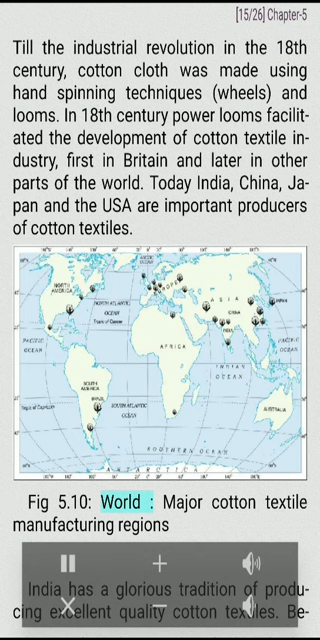 [15/26] Chapter-5
Till the industrial revolution in the 18th
century, cotton cloth was made using
hand spinning techniques (wheels) and
looms. In 18th century power looms facilit-
ated the development of cotton textile in-
dustry, first in Britain and later in other
parts of the world. Today India, China, Ja-
pan and the USA are important producers
of cotton textiles.
NORTH
AMERICA
NORTH ATLANTIC
OCEAN
Tropic of Cancer
PACIFIC
OCEAN
ASIA
CHINA
JAPAN
INDIA
PACIFIC
OCEAN
AFRICA
INDIAN
OCEAN
SOUTH
AMERICA
BRAZIL
SOUTH ATLANTIC
OCEAN
Tropic of Capricorn
AUSTRALIA
SOUTHERN OCEAN
ANTARCTICA
Fig 5.10: World : Major cotton textile
manufacturing regions
India has a glorious tradition of produ-
cing excellent quality cotton textiles. Be-